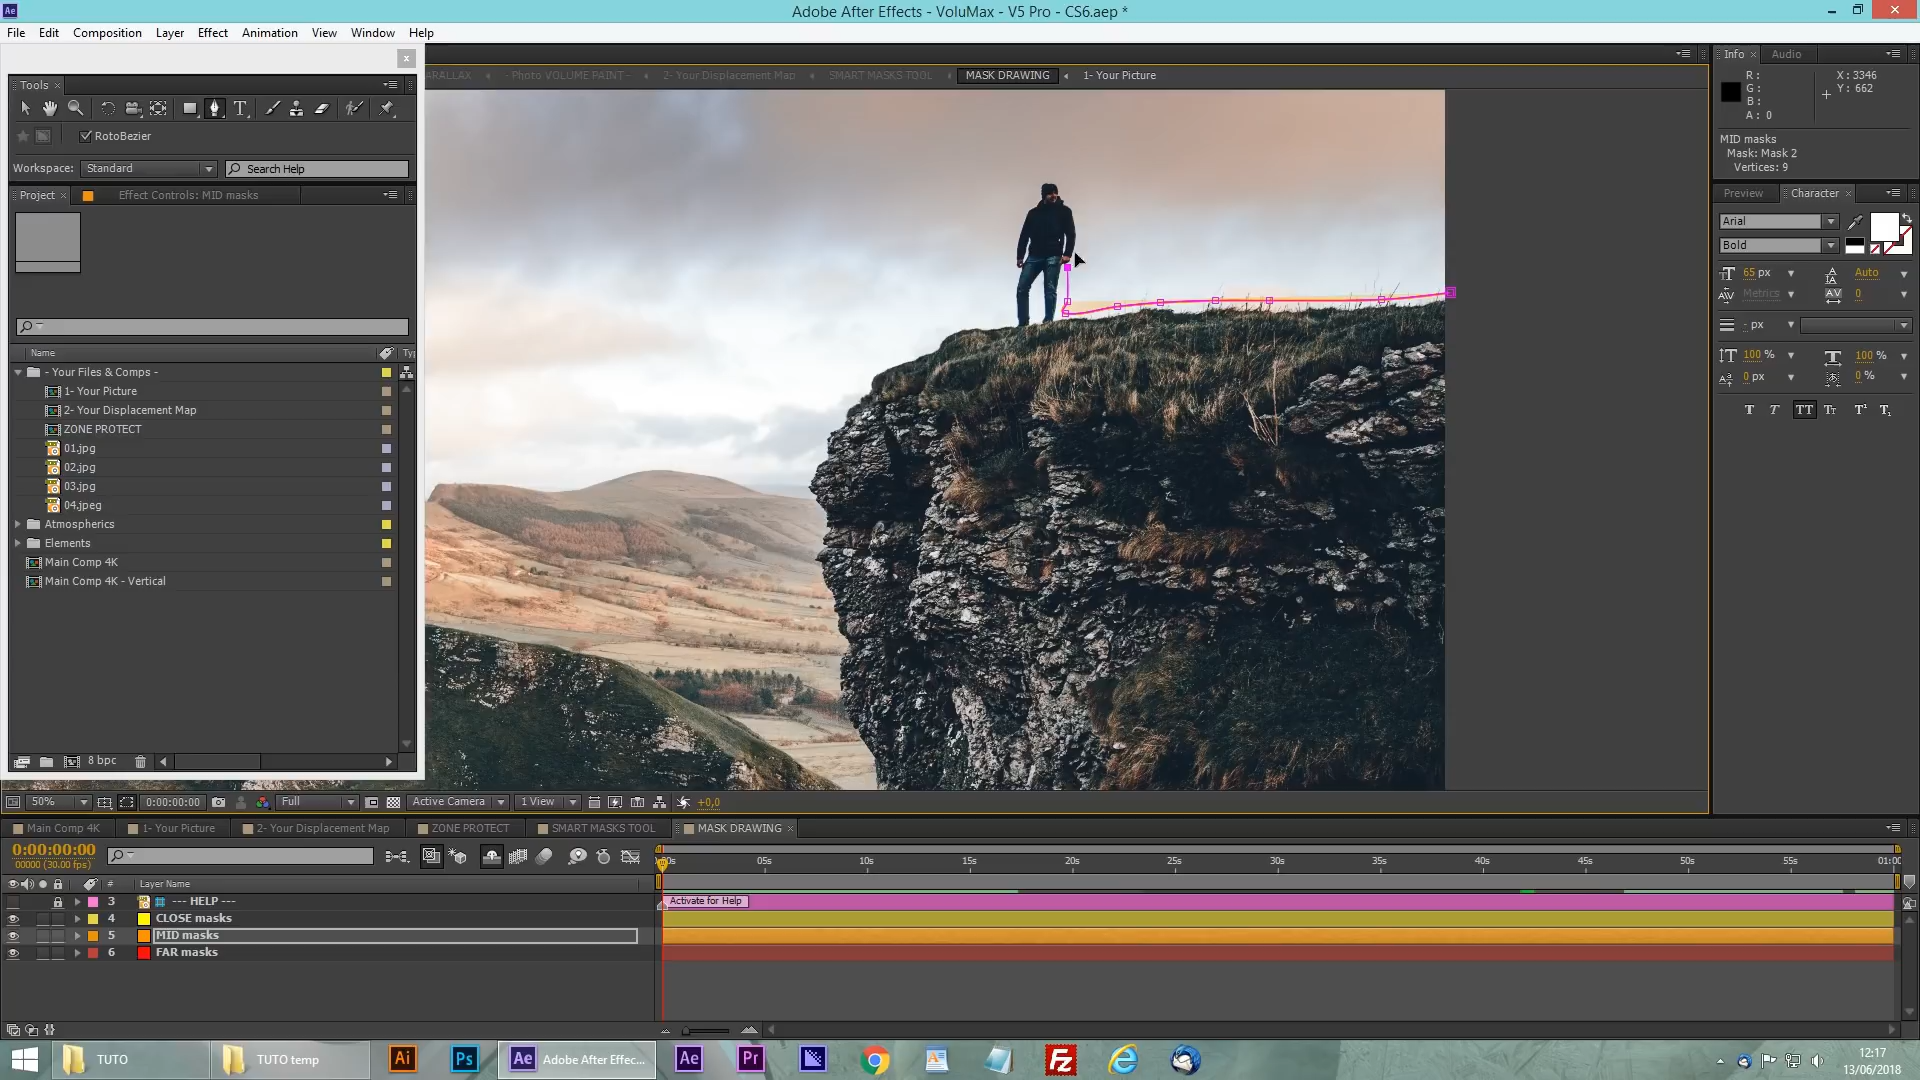 Adobe After Effects - VoluMax - V5 Pro - CS6.aep *
File Edit Composition Layer Effect Animation View Window Help
Tools
RotoBezier
Workspace: Standard Search Help
Project Effect Controls: MID masks
Name
- Your Files & Comps -
1- Your Picture
2- Your Displacement Map
ZONE PROTECT
01.jpg
02.jpg
03.jpg
04.jpeg
Atmospherics
Elements
Main Comp 4K
Main Comp 4K - Vertical
8 bpc
ARALLAX Photo VOLUME PAINT - 2- Your Displacement Map SMART MASKS TOOL MASK DRAWING 1- Your Picture
Info Audio
R :
G :
B :
A : 0
X : 3346
Y : 662
MID masks
Mask: Mask 2
Vertices: 9
Preview Character
Arial
Bold
65 px Auto
Metrics 0
- px
100 % 100 %
0 px 0 %
50% 0:00:00:00 Full Active Camera 1 View +0,0
Main Comp 4K 1- Your Picture 2- Your Displacement Map ZONE PROTECT SMART MASKS TOOL MASK DRAWING
0:00:00:00
00000 (30.00 fps)
05s 10s 15s 20s 25s 30s 35s 40s 45s 50s 55s
# Layer Name
3 --- HELP --- Activate for Help
4 CLOSE masks
5 MID masks
6 FAR masks
TUTO TUTO temp Ai Ps Ae Adobe After Effec... Ae Pr Fz
12:17
13/06/2018